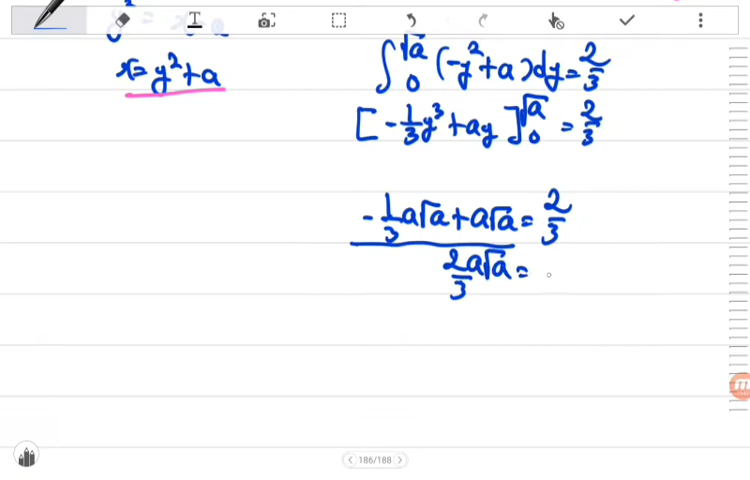 x= y²+a
∫₀^√a (-y²+a)dy=2/3
[-1/3y³+ay]₀^√a=2/3
-1/3a√a+a√a=2/3
2/3a√a=
186/188